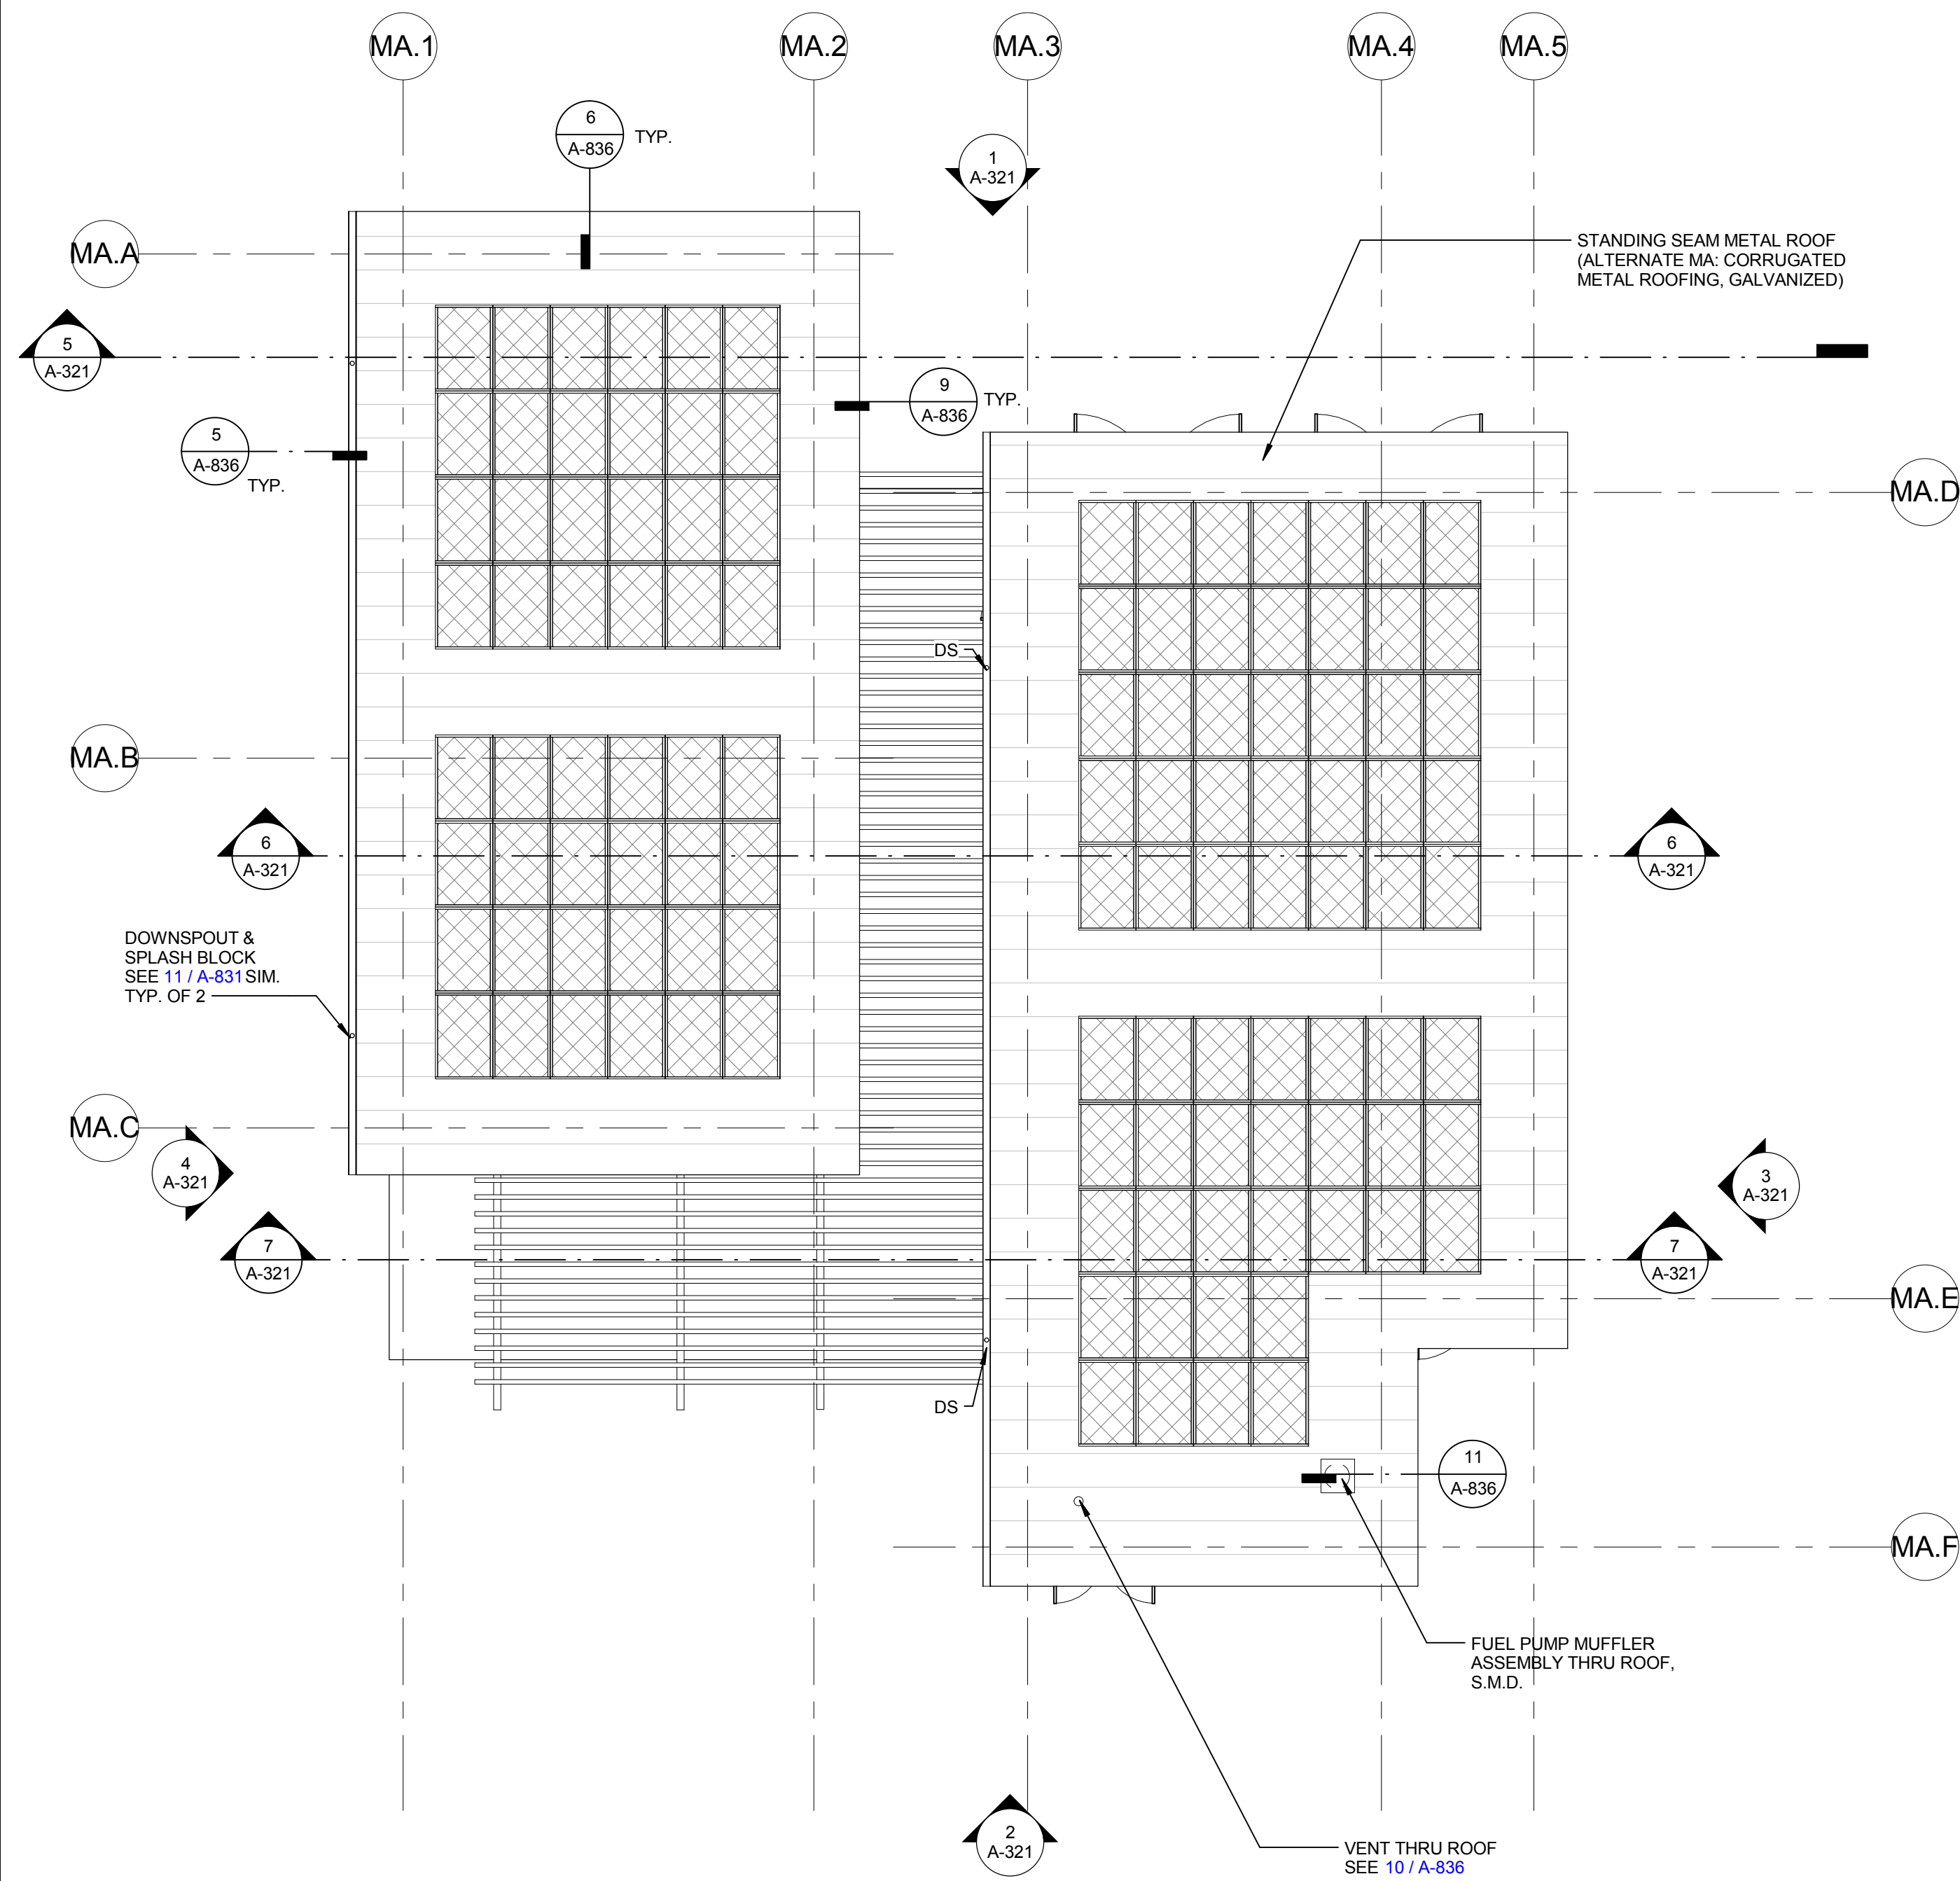 MA.1
MA.2
MA.3
MA.4
MA.5
6
A-836
TYP.
1
A-321
MA.A
STANDING SEAM METAL ROOF
(ALTERNATE MA: CORRUGATED
METAL ROOFING, GALVANIZED)
5
A-321
9
A-836
TYP.
5
A-836
TYP.
MA.D
DS
MA.B
6
A-321
6
A-321
DOWNSPOUT &
SPLASH BLOCK
SEE 11 / A-831 SIM.
TYP. OF 2
MA.C
4
A-321
3
A-321
7
A-321
7
A-321
MA.E
DS
11
A-836
MA.F
FUEL PUMP MUFFLER
ASSEMBLY THRU ROOF,
S.M.D.
2
A-321
VENT THRU ROOF
SEE 10 / A-836